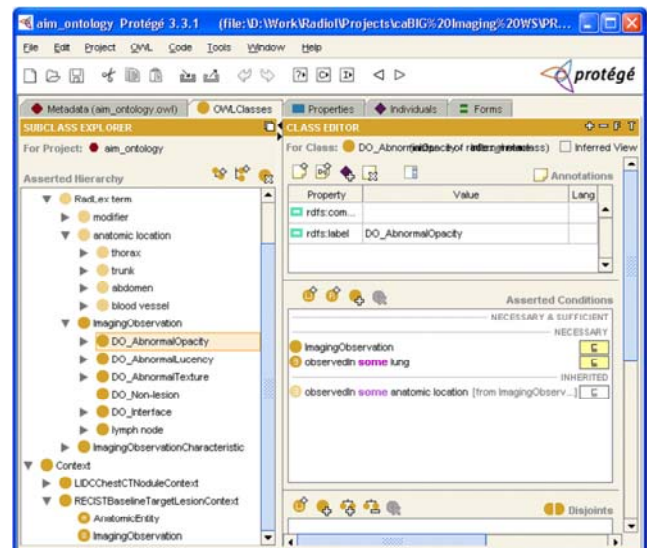 aim_ontology Protégé 3.3.1 (file:\D:\Work\Radiol\Projects\caBIG%20Imaging%20WS\PR...
File Edit Project OWL Code Tools Window Help
protégé
Metadata (aim_ontology.owl) OWLClasses Properties Individuals Forms
SUBCLASS EXPLORER
For Project: aim_ontology
Asserted Hierarchy
RadLex term
modifier
anatomic location
thorax
trunk
abdomen
blood vessel
ImagingObservation
DO_AbnormalOpacity
DO_AbnormalLucency
DO_AbnormalTexture
DO_Non-lesion
DO_Interface
lymph node
ImagingObservationCharacteristic
Context
LIDCChestCTNoduleContext
RECISTBaselineTargetLesionContext
AnatomicEntity
ImagingObservation
CLASS EDITOR
For Class: Inferred View
Annotations
Property Value Lang
rdfs:com...
rdfs:label DO_AbnormalOpacity
Asserted Conditions
NECESSARY & SUFFICIENT
NECESSARY
ImagingObservation
observedIn some lung
INHERITED
observedIn some anatomic location [from ImagingObserv...]
Disjoints